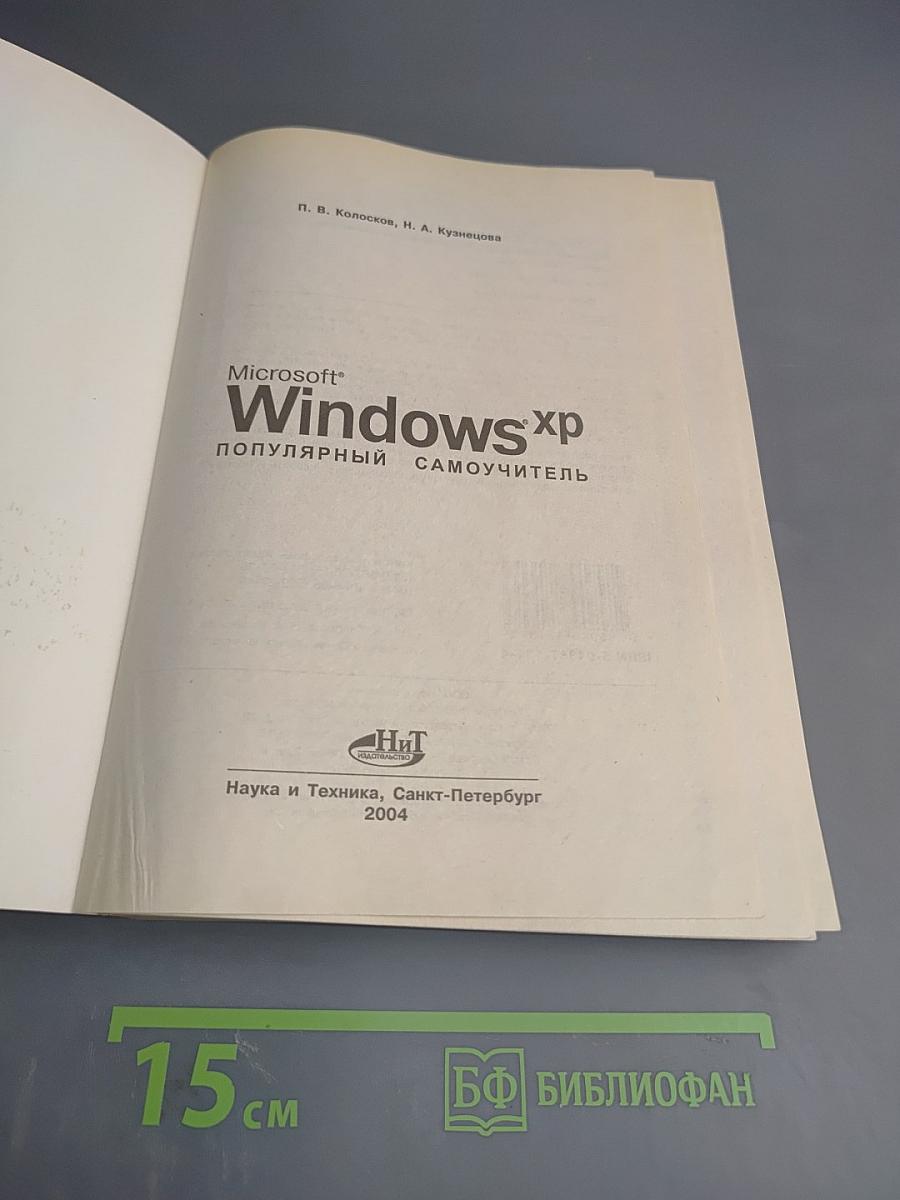 П. В. Колосков, Н. А. Кузнецова
Microsoft®
Windows® xp
ПОПУЛЯРНЫЙ САМОУЧИТЕЛЬ
НиТ
ИЗДАТЕЛЬСТВО
Наука и Техника, Санкт-Петербург
2004
15 см
БФ БИБЛИОФАН